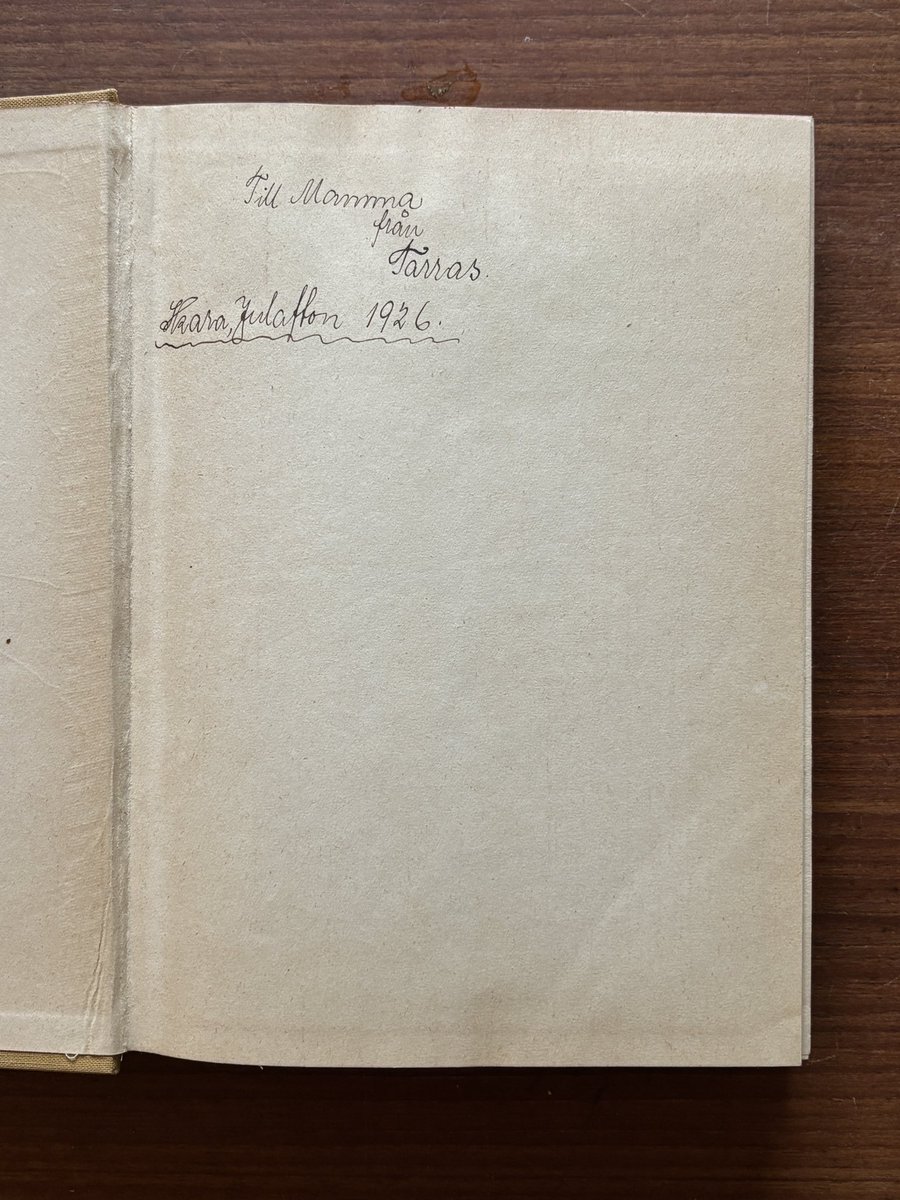 Till Mamma
från
Tarras.
Skara, Julafton 1926.